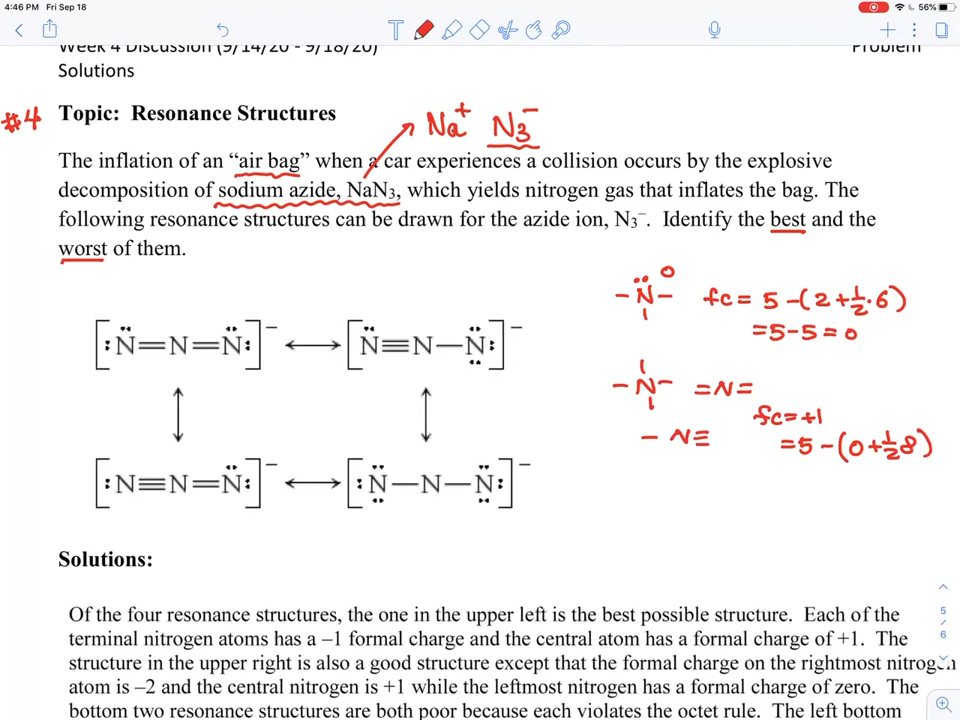 4:46 PM Fri Sep 18
56%
Week 4 Discussion (9/14/20 - 9/18/20)
Problem
Solutions
#4
Topic: Resonance Structures
Na⁺ N₃⁻
The inflation of an “air bag” when a car experiences a collision occurs by the explosive
decomposition of sodium azide, NaN₃, which yields nitrogen gas that inflates the bag. The
following resonance structures can be drawn for the azide ion, N₃⁻. Identify the best and the
worst of them.
[:N̈=N=N̈:]⁻ ⟷ [N̈≡N—N̈:]⁻
[:N≡N=N̈:]⁻ ⟷ [:N̈—N—N̈:]⁻
–N̈– 0 fc = 5 - (2 + ½·6)
= 5 - 5 = 0
–N– =N=
fc = +1
– N≡ = 5 - (0 + ½ 8)
Solutions:
Of the four resonance structures, the one in the upper left is the best possible structure. Each of the
terminal nitrogen atoms has a –1 formal charge and the central atom has a formal charge of +1. The
structure in the upper right is also a good structure except that the formal charge on the rightmost nitrogen
atom is –2 and the central nitrogen is +1 while the leftmost nitrogen has a formal charge of zero. The
bottom two resonance structures are both poor because each violates the octet rule. The left bottom
5
/
6